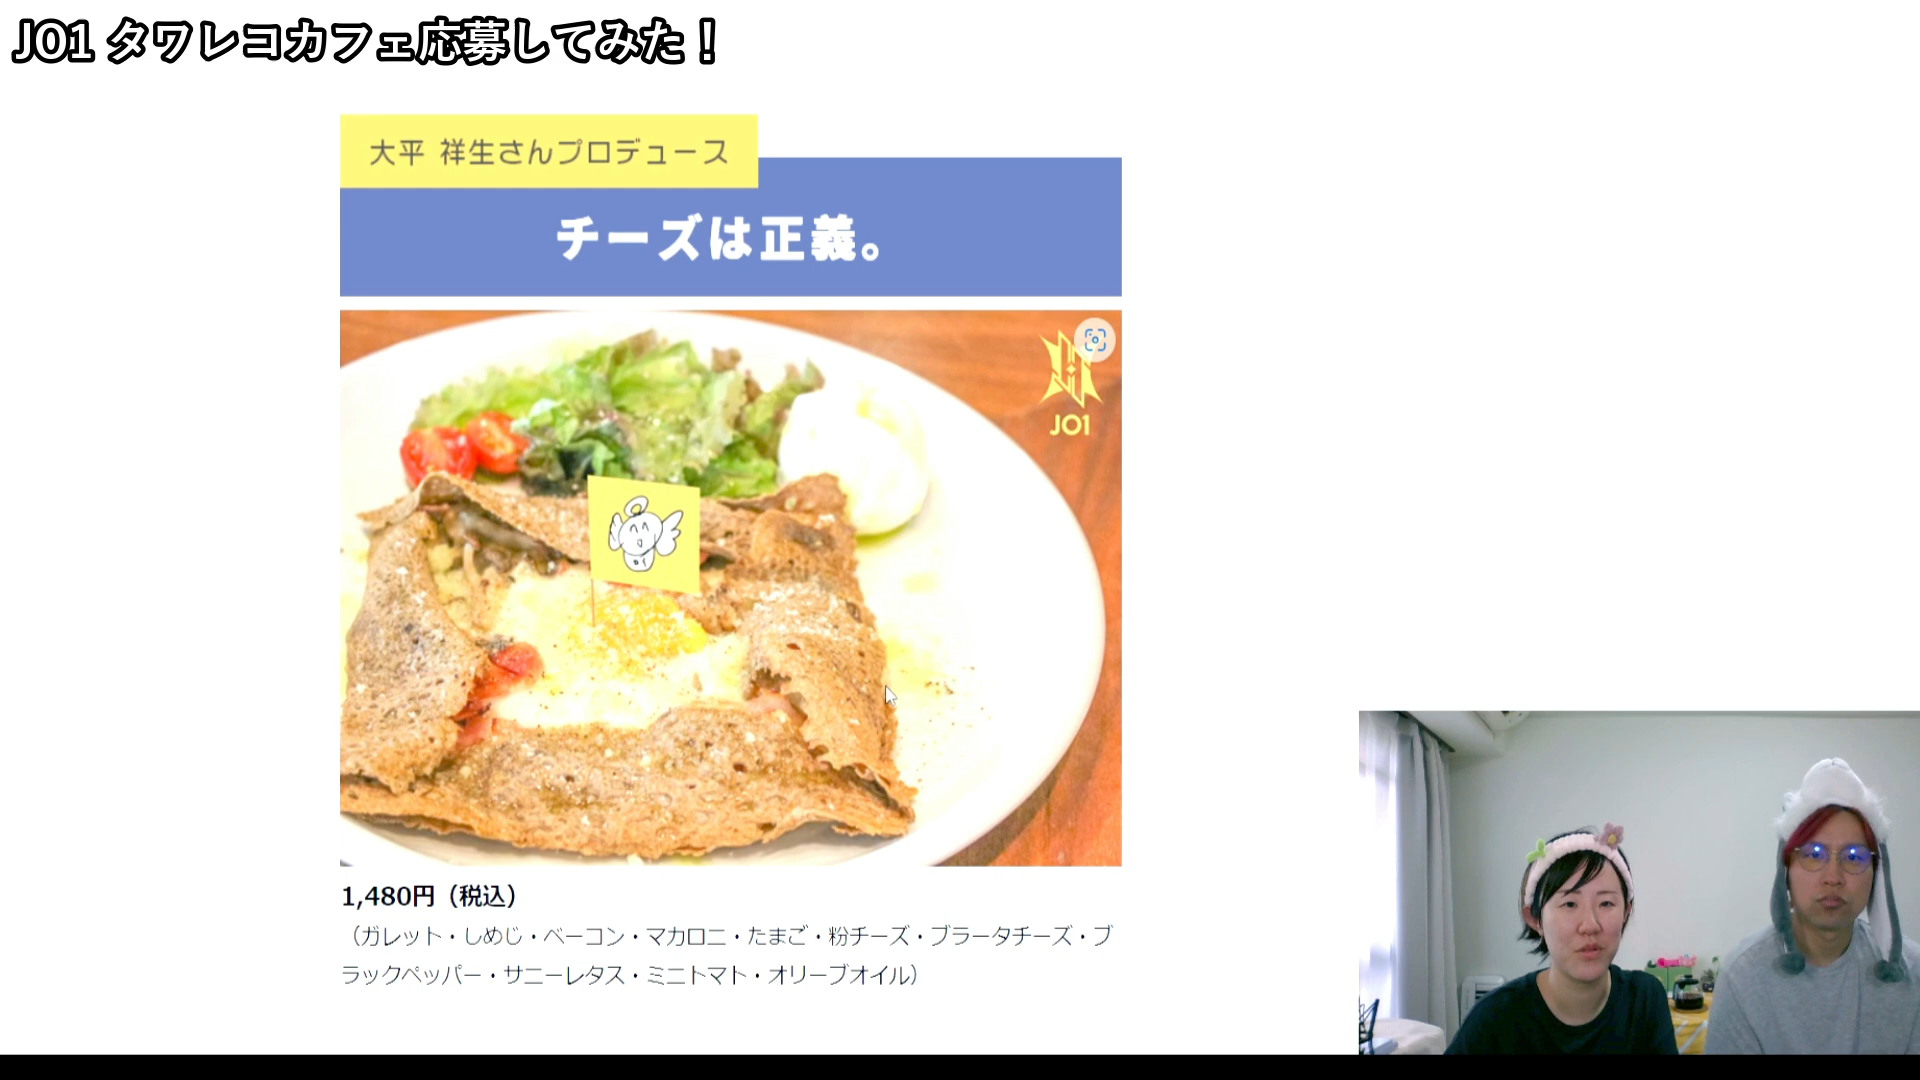 JO1 タワレコカフェ応募してみた！
大平 祥生さんプロデュース
チーズは正義。
JO1
1,480円（税込）
（ガレット・しめじ・ベーコン・マカロニ・たまご・粉チーズ・ブラータチーズ・ブ
ラックペッパー・サニーレタス・ミニトマト・オリーブオイル）